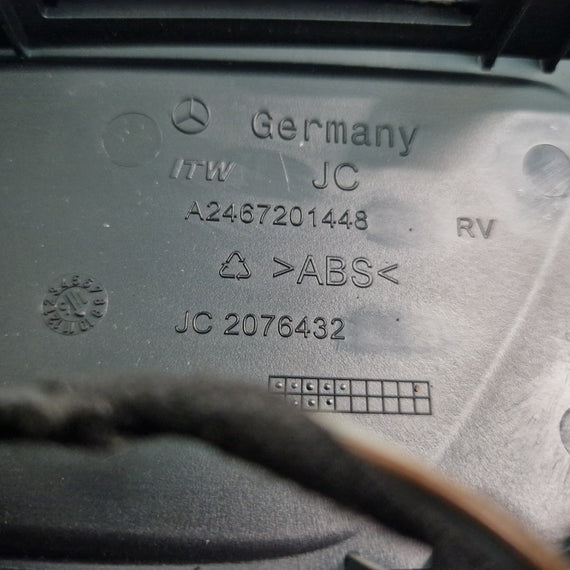 Germany
ITW JC
A2467201448 RV
>ABS<
JC 2076432